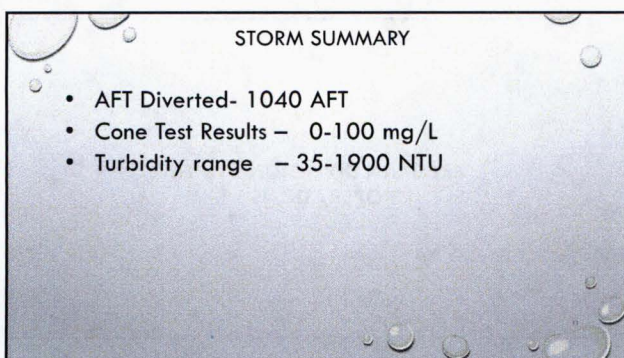 STORM SUMMARY
• AFT Diverted- 1040 AFT
• Cone Test Results – 0-100 mg/L
• Turbidity range – 35-1900 NTU